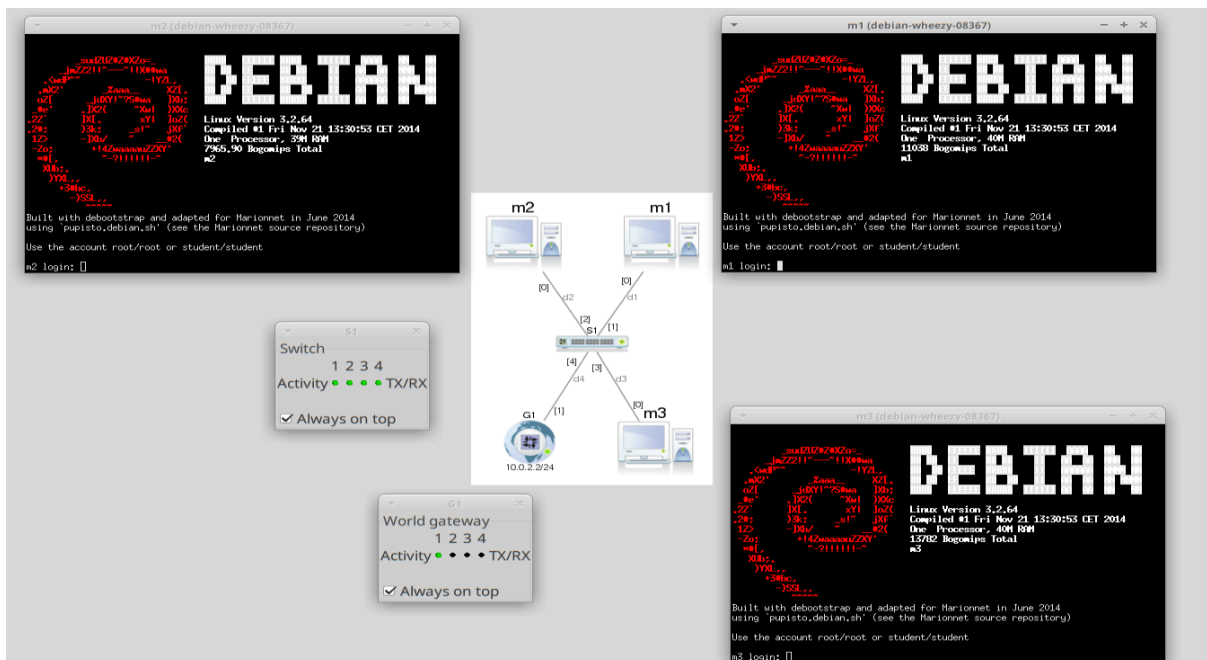 m2 (debian-wheezy-08367)
DEBIAN
Linux Version 3.2.64
Compiled #1 Fri Nov 21 13:30:53 CET 2014
One Processor, 39M RAM
7965.90 Bogomips Total
m2
Built with debootstrap and adapted for Marionnet in June 2014
using `pupisto.debian.sh' (see the Marionnet source repository)
Use the account root/root or student/student
m2 login:
m1 (debian-wheezy-08367)
DEBIAN
Linux Version 3.2.64
Compiled #1 Fri Nov 21 13:30:53 CET 2014
One Processor, 40M RAM
11038 Bogomips Total
m1
Built with debootstrap and adapted for Marionnet in June 2014
using `pupisto.debian.sh' (see the Marionnet source repository)
Use the account root/root or student/student
m1 login:
m2 m1
[0] [0]
d2 d1
[2] [1]
S1
[4] [3]
d4 d3
[1] [0]
G1 m3
10.0.2.2/24
S1
Switch
1 2 3 4
Activity TX/RX
Always on top
G1
World gateway
1 2 3 4
Activity TX/RX
Always on top
m3 (debian-wheezy-08367)
DEBIAN
Linux Version 3.2.64
Compiled #1 Fri Nov 21 13:30:53 CET 2014
One Processor, 40M RAM
13782 Bogomips Total
m3
Built with debootstrap and adapted for Marionnet in June 2014
using `pupisto.debian.sh' (see the Marionnet source repository)
Use the account root/root or student/student
m3 login: